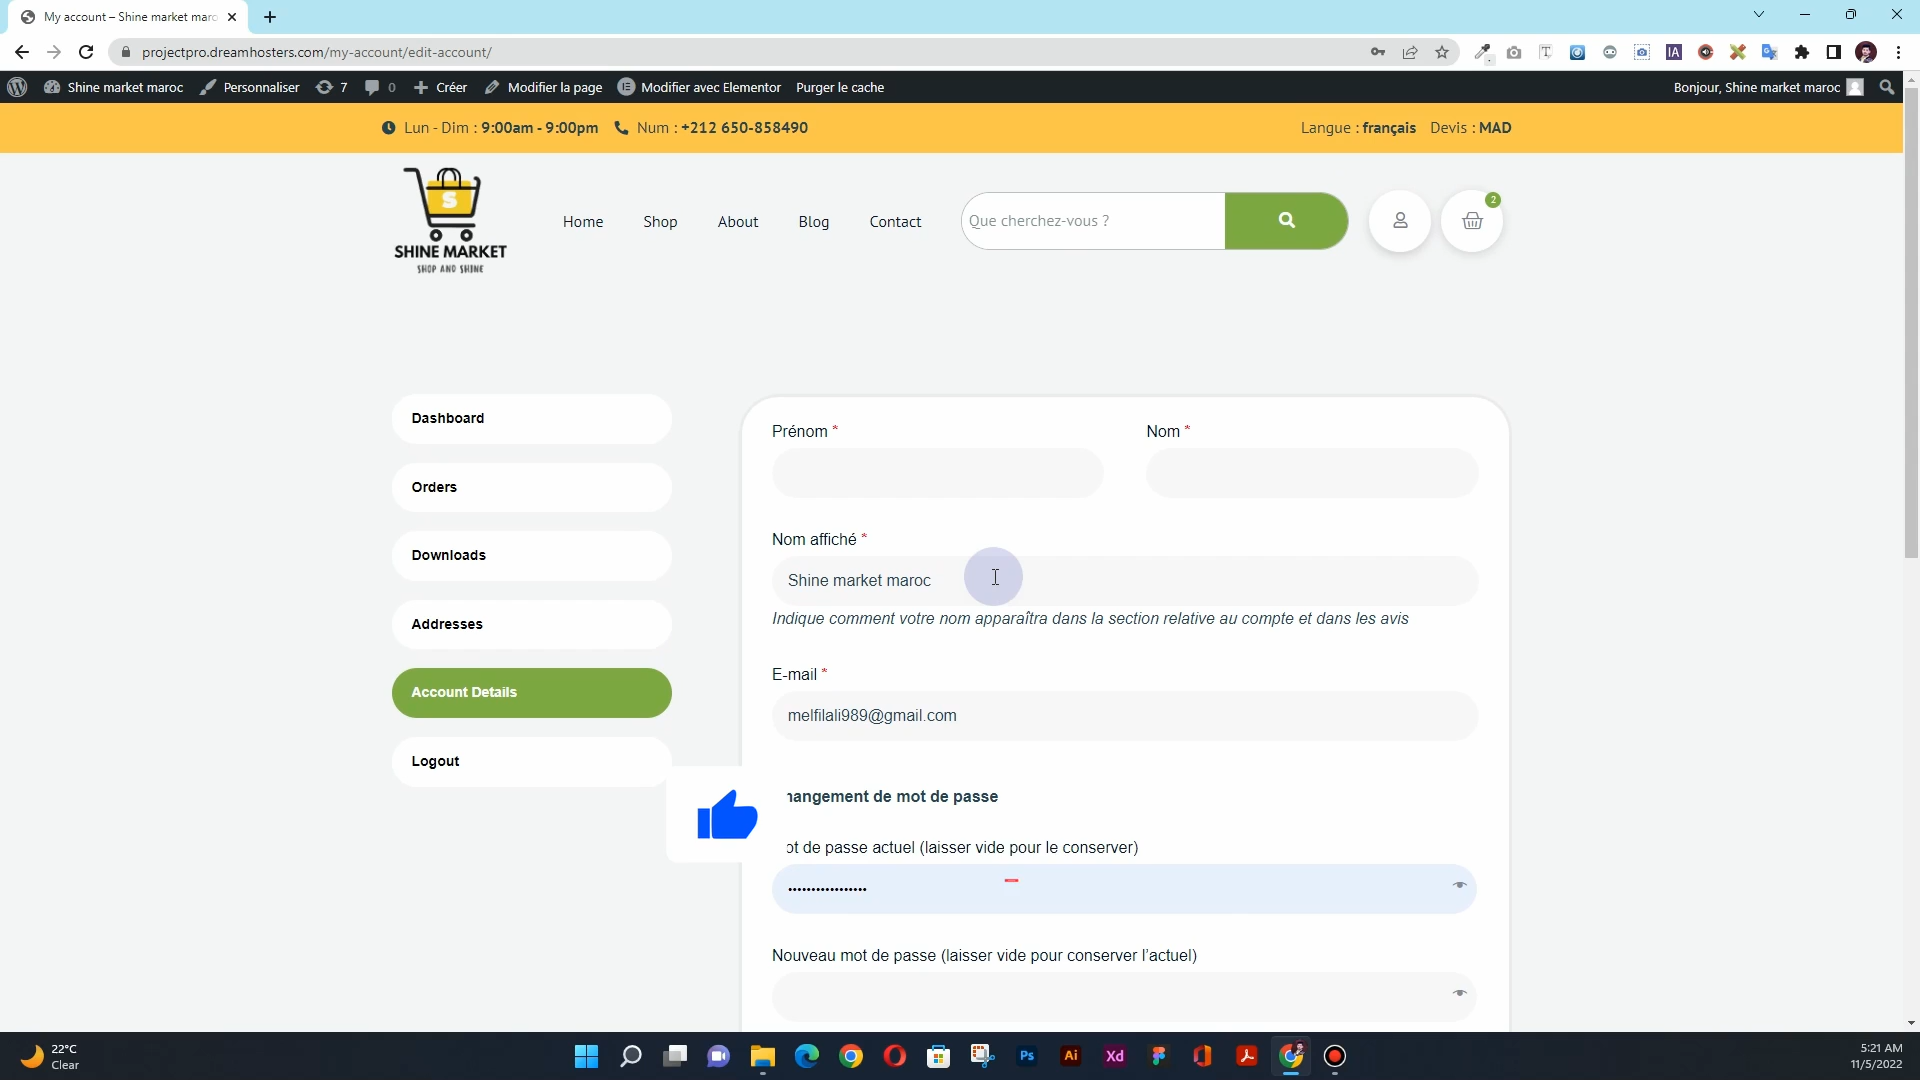 My account – Shine market maro
projectpro.dreamhosters.com/my-account/edit-account/
Shine market maroc
Personnaliser
7
0
Créer
Modifier la page
Modifier avec Elementor
Purger le cache
Bonjour, Shine market maroc
Lun - Dim : 9:00am - 9:00pm
Num : +212 650-858490
Langue : français
Devis : MAD
S
SHINE MARKET
SHOP AND SHINE
Home
Shop
About
Blog
Contact
Que cherchez-vous ?
2
Dashboard
Orders
Downloads
Addresses
Account Details
Logout
Prénom *
Nom *
Nom affiché *
Shine market maroc
Indique comment votre nom apparaîtra dans la section relative au compte et dans les avis
E-mail *
melfilali989@gmail.com
hangement de mot de passe
ot de passe actuel (laisser vide pour le conserver)
•••••••••••••••••
Nouveau mot de passe (laisser vide pour conserver l'actuel)
22°C
Clear
IA
T
Ps
Ai
Xd
5:21 AM
11/5/2022